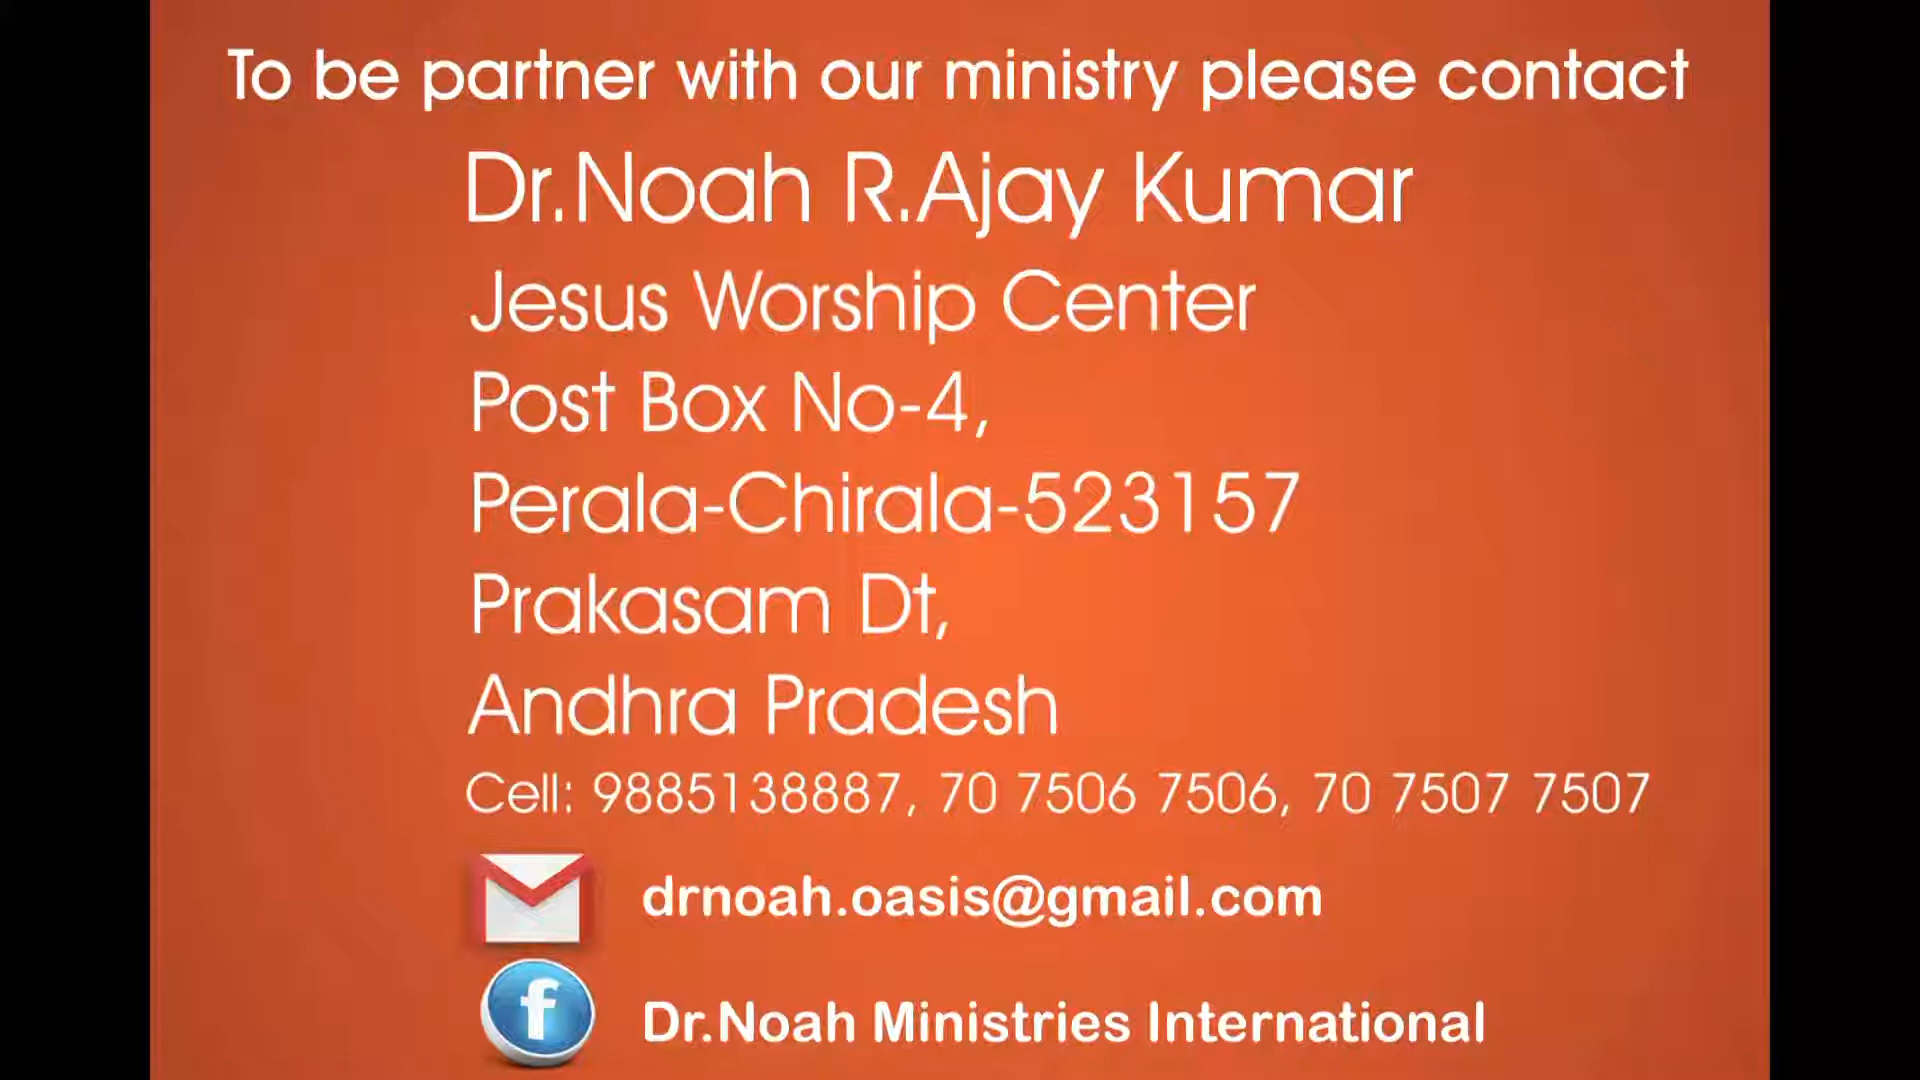 To be partner with our ministry please contact
Dr.Noah R.Ajay Kumar
Jesus Worship Center
Post Box No-4,
Perala-Chirala-523157
Prakasam Dt,
Andhra Pradesh
Cell: 9885138887, 70 7506 7506, 70 7507 7507
drnoah.oasis@gmail.com
f
Dr.Noah Ministries International